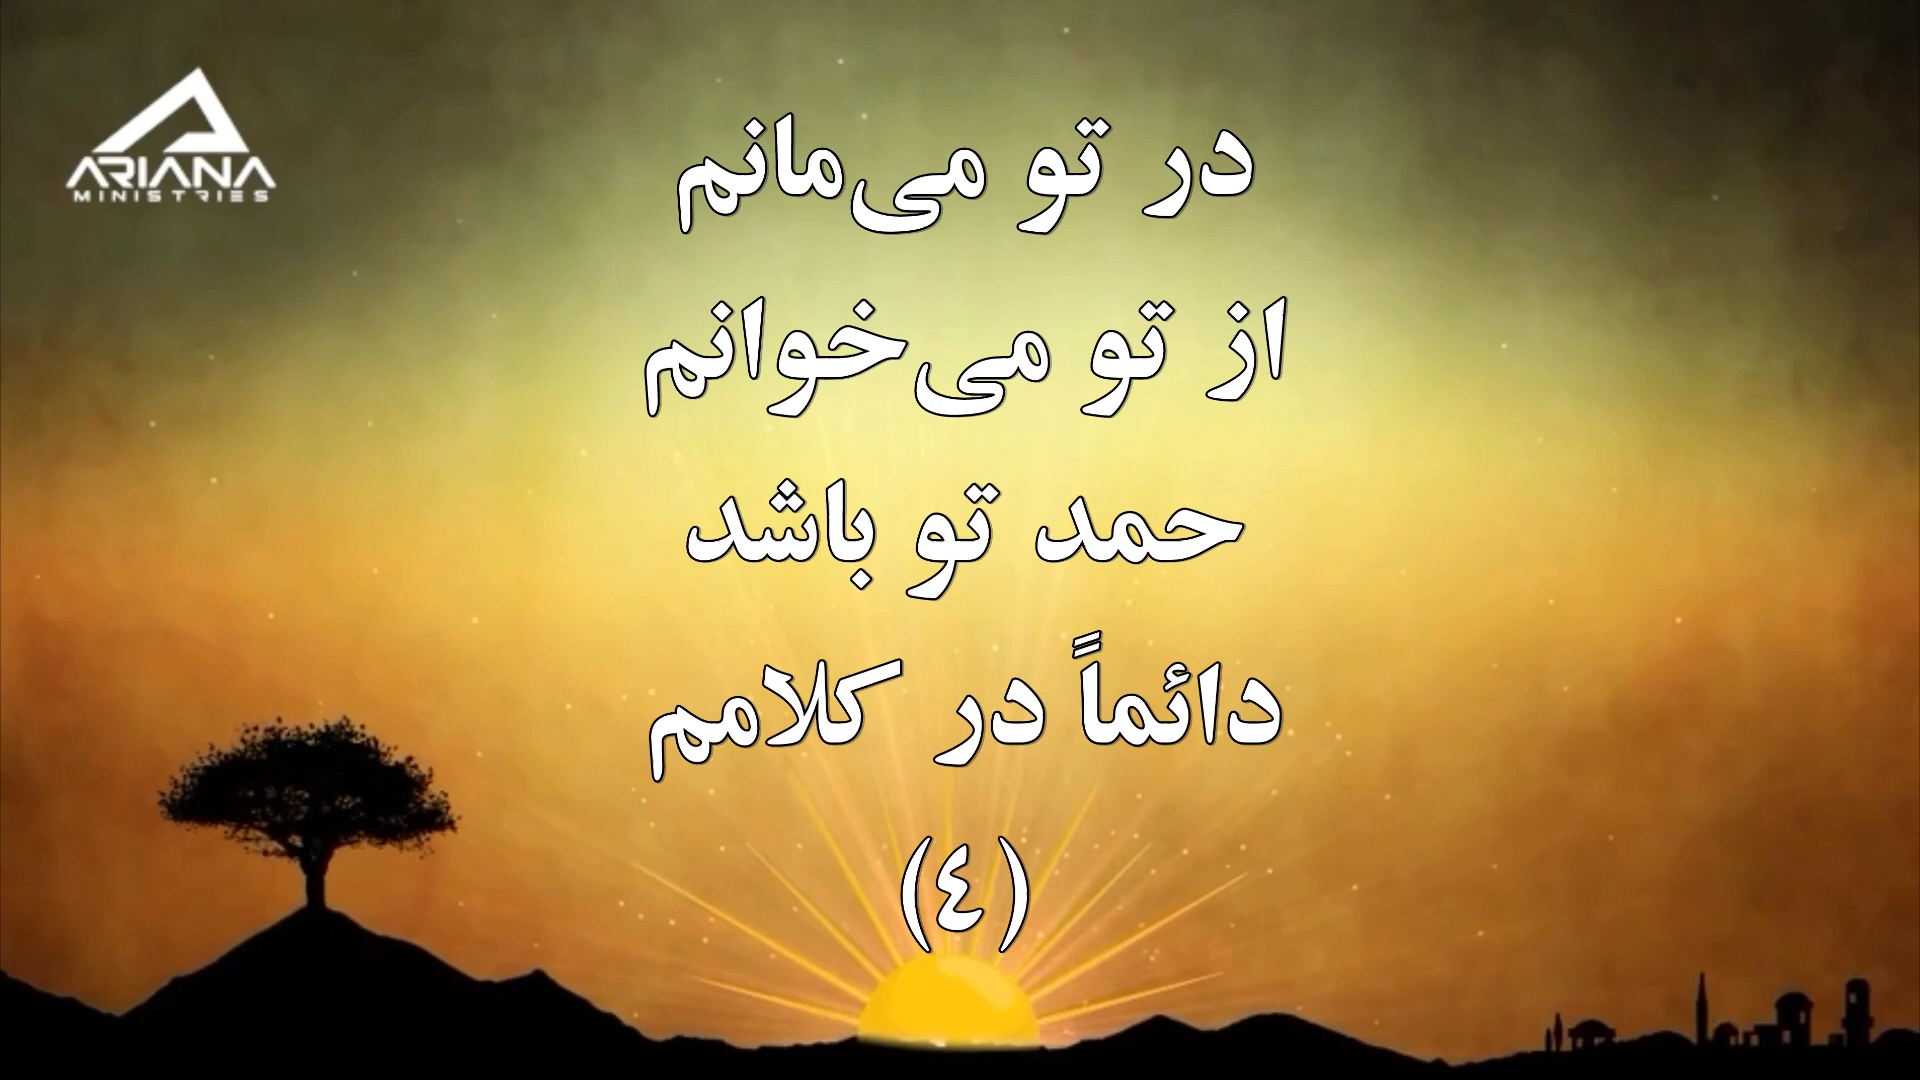 ARIANA
MINISTRIES
در تو می‌مانم
از تو می‌خوانم
حمد تو باشد
دائماً در کلامم
(٤)